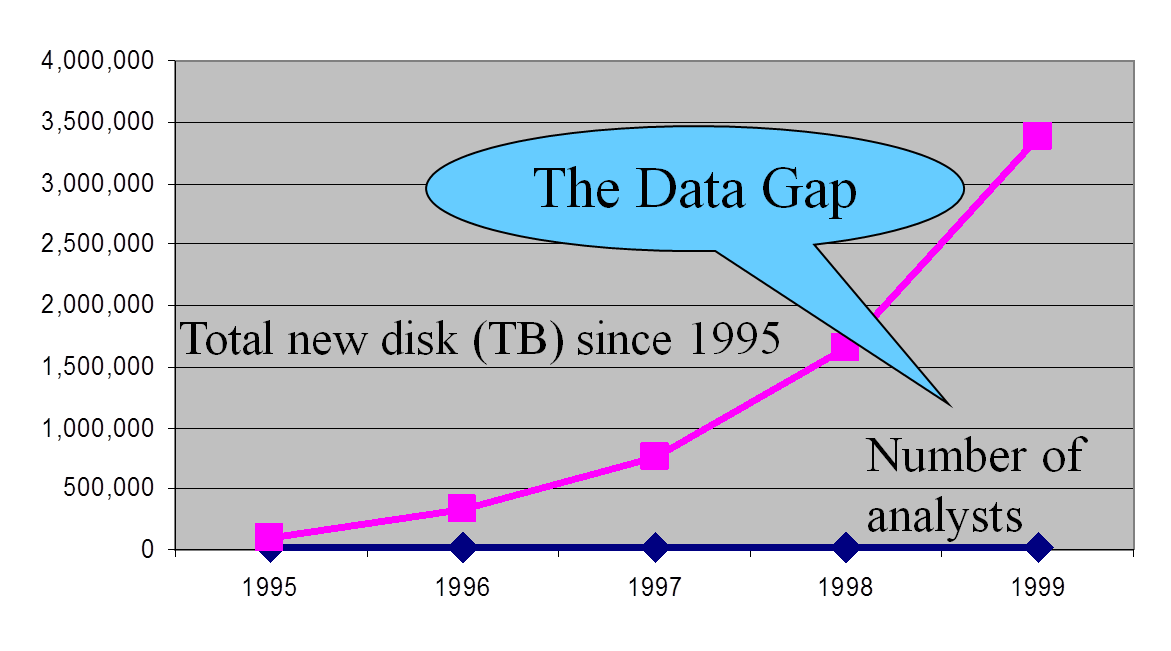 4,000,000
3,500,000
3,000,000
2,500,000
2,000,000
1,500,000
1,000,000
500,000
0
The Data Gap
Total new disk (TB) since 1995
Number of
analysts
1995 1996 1997 1998 1999